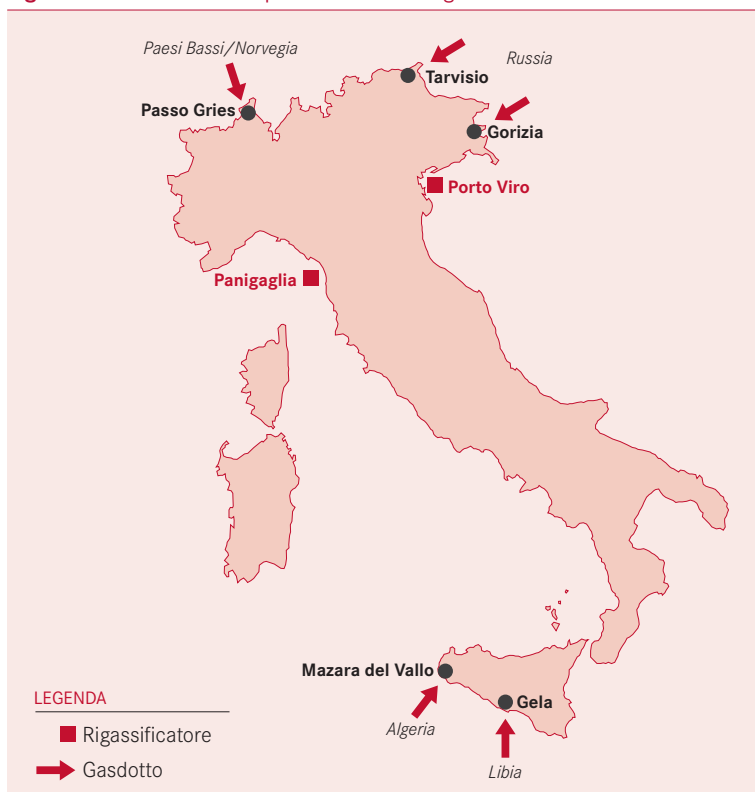 Paesi Bassi/Norvegia
Russia
Tarvisio
Passo Gries
Gorizia
Porto Viro
Panigaglia
Mazara del Vallo
Gela
Algeria
Libia
LEGENDA
Rigassificatore
Gasdotto